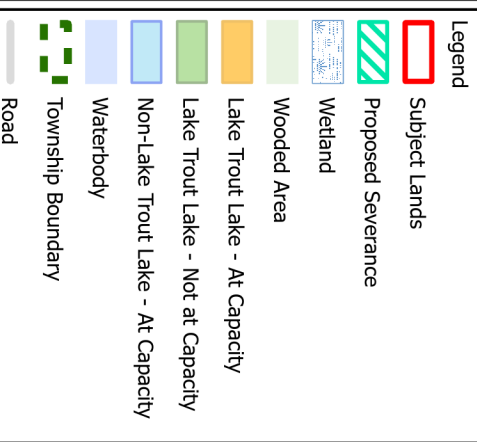 Legend
Subject Lands
Proposed Severance
Wetland
Wooded Area
Lake Trout Lake - At Capacity
Lake Trout Lake - Not at Capacity
Non-Lake Trout Lake - At Capacity
Waterbody
Township Boundary
Road